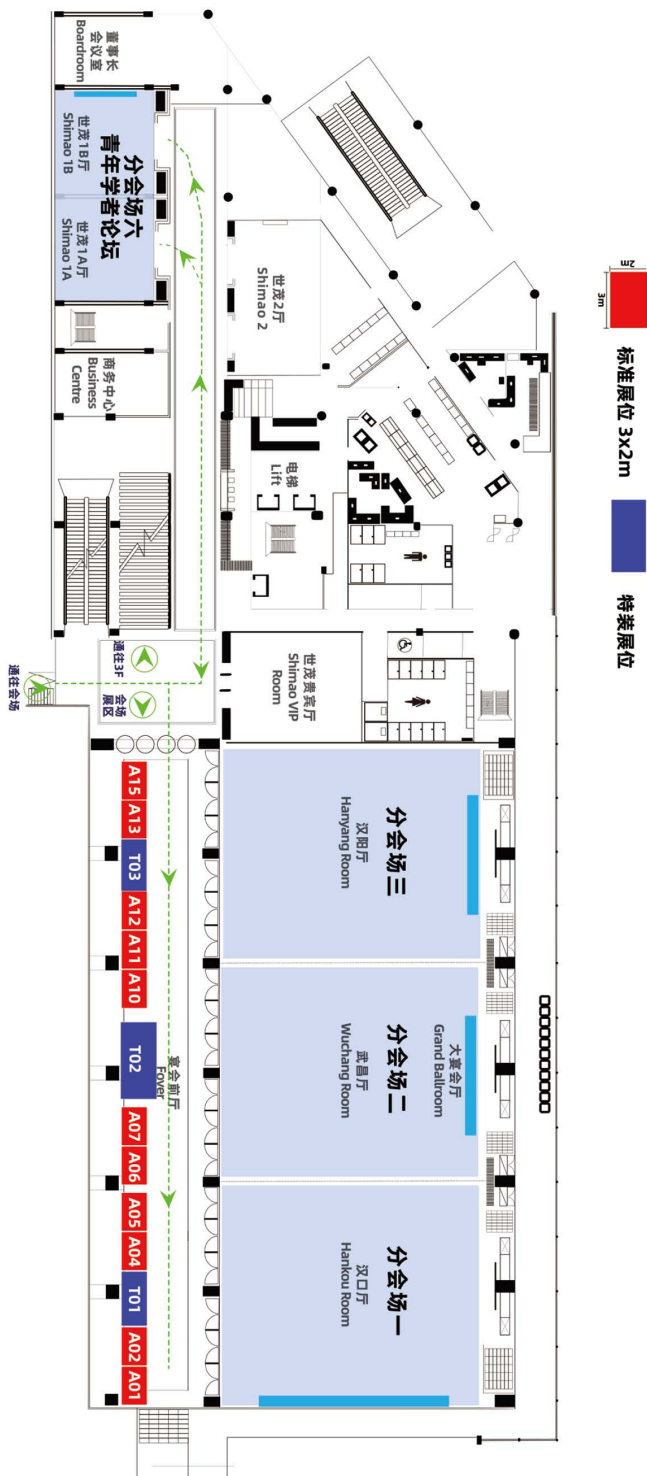 董事长
会议室
Boardroom
分会场六
青年学者论坛
世茂1B厅
Shimao 1B
世茂1A厅
Shimao 1A
商务中心
Business
Centre
世茂2厅
Shimao 2
电梯
Lift
2m
3m
标准展位 3x2m
特装展位
通往3F
会场
展区
通往会场
世茂贵宾厅
Shimao VIP
Room
分会场三
汉阳厅
Hanyang Room
大宴会厅
Grand Ballroom
分会场二
武昌厅
Wuchang Room
分会场一
汉口厅
Hankou Room
宴会前厅
Foyer
A15
A13
T03
A12
A11
A10
T02
A07
A06
A05
A04
T01
A02
A01